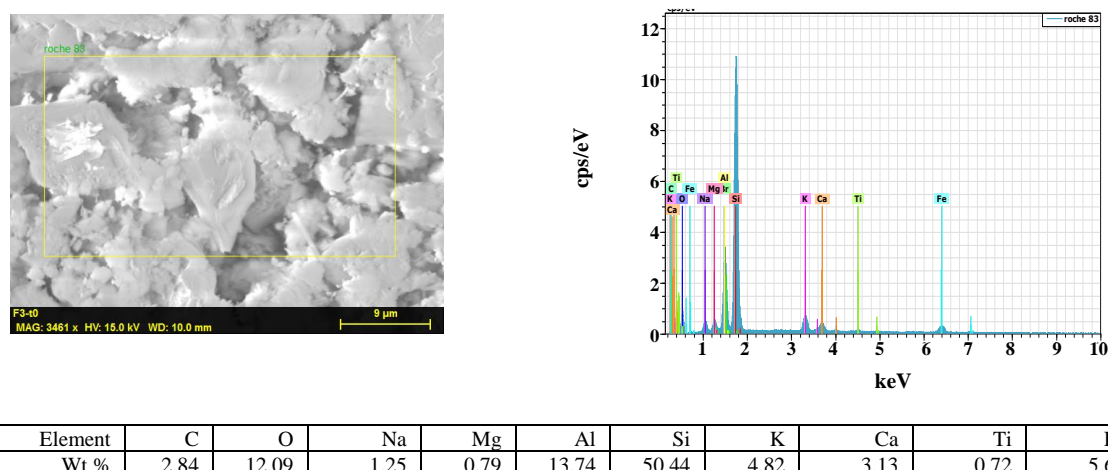 roche 83
F3-t0
MAG: 3461 x HV: 15.0 kV WD: 10.0 mm
9 µm
cps/eV
roche 83
12
10
8
6
4
2
0
cps/eV
Ti
C
K
Ca
O
Fe
Na
Mg
Al
Si
K
Ca
Ti
Fe
1 2 3 4 5 6 7 8 9 10
keV
Element C O Na Mg Al Si K Ca Ti
Wt % 2.84 12.09 1.25 0.79 13.74 50.44 4.82 3.13 0.72